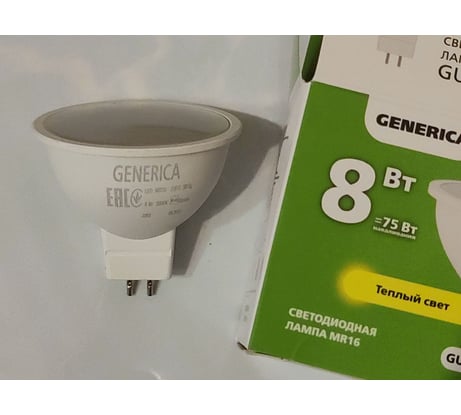 GENERICA
EAC
СВЕ
ЛАМ
GU
GENERICA
8 Вт
=75 Вт
Теплый свет
СВЕТОДИОДНАЯ
ЛАМПА MR16
GU